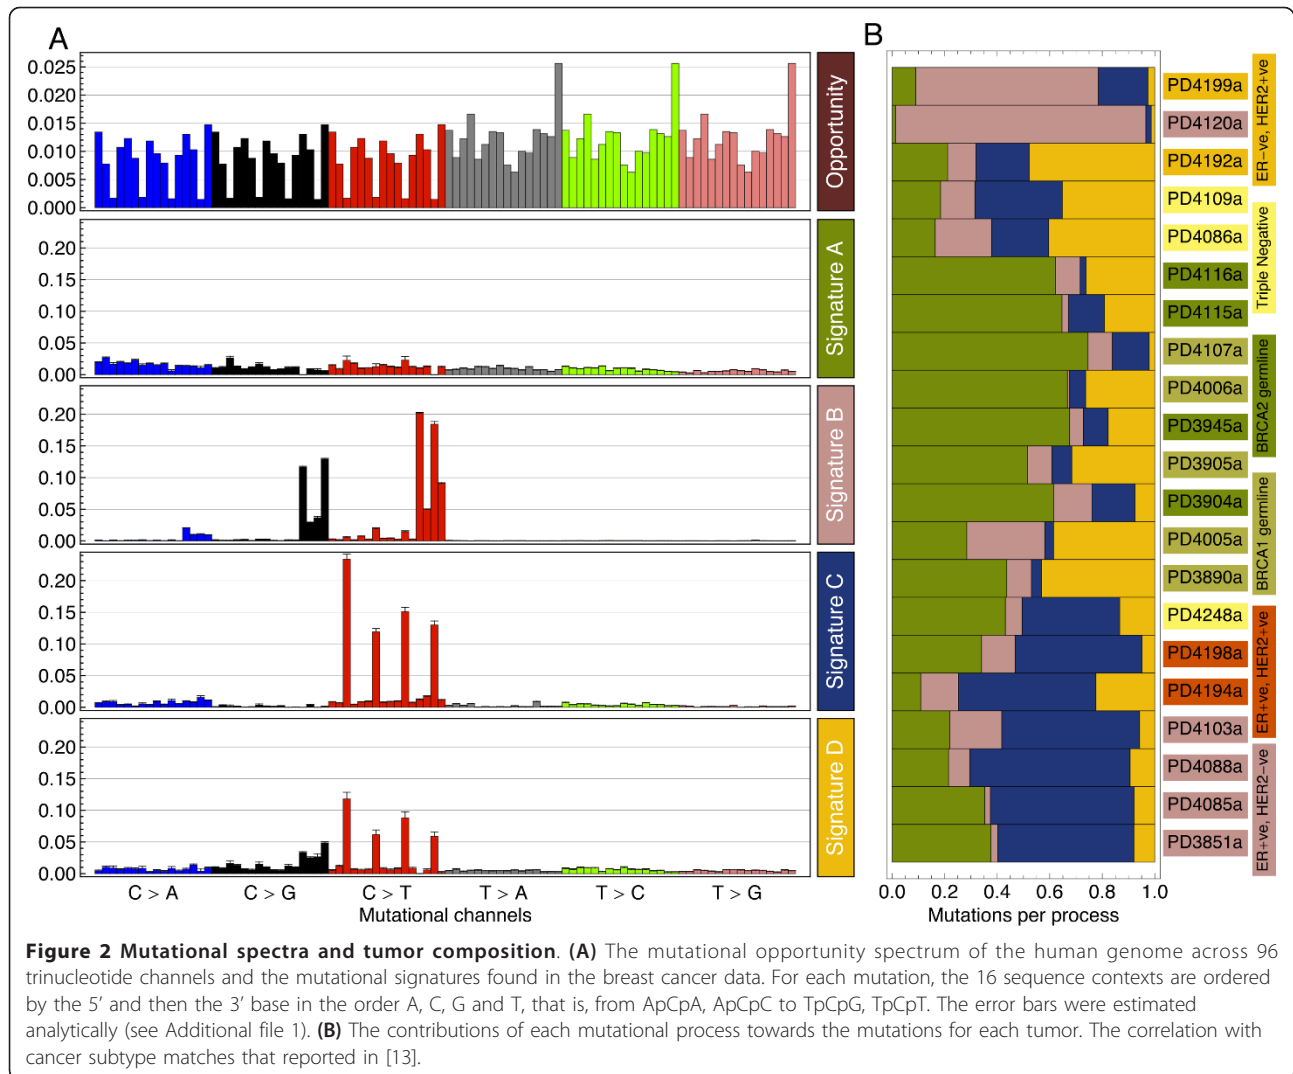 A
B
0.025
0.020
0.015
0.010
0.005
0.000
Opportunity
0.20
0.15
0.10
0.05
0.00
Signature A
0.20
0.15
0.10
0.05
0.00
Signature B
0.20
0.15
0.10
0.05
0.00
Signature C
0.20
0.15
0.10
0.05
0.00
Signature D
C > A
C > G
C > T
T > A
T > C
T > G
Mutational channels
PD4199a
PD4120a
PD4192a
PD4109a
PD4086a
PD4116a
PD4115a
PD4107a
PD4006a
PD3945a
PD3905a
PD3904a
PD4005a
PD3890a
PD4248a
PD4198a
PD4194a
PD4103a
PD4088a
PD4085a
PD3851a
ER−ve, HER2+ve
Triple Negative
BRCA2 germline
BRCA1 germline
ER+ve, HER2+ve
ER+ve, HER2−ve
0.0
0.2
0.4
0.6
0.8
1.0
Mutations per process
Figure 2 Mutational spectra and tumor composition. (A) The mutational opportunity spectrum of the human genome across 96
trinucleotide channels and the mutational signatures found in the breast cancer data. For each mutation, the 16 sequence contexts are ordered
by the 5′ and then the 3′ base in the order A, C, G and T, that is, from ApCpA, ApCpC to TpCpG, TpCpT. The error bars were estimated
analytically (see Additional file 1). (B) The contributions of each mutational process towards the mutations for each tumor. The correlation with
cancer subtype matches that reported in [13].